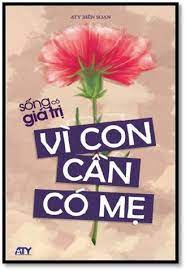 ATY BIÊN SOẠN
sống có
giá trị
VÌ CON
CẦN
CÓ MẸ
ATY